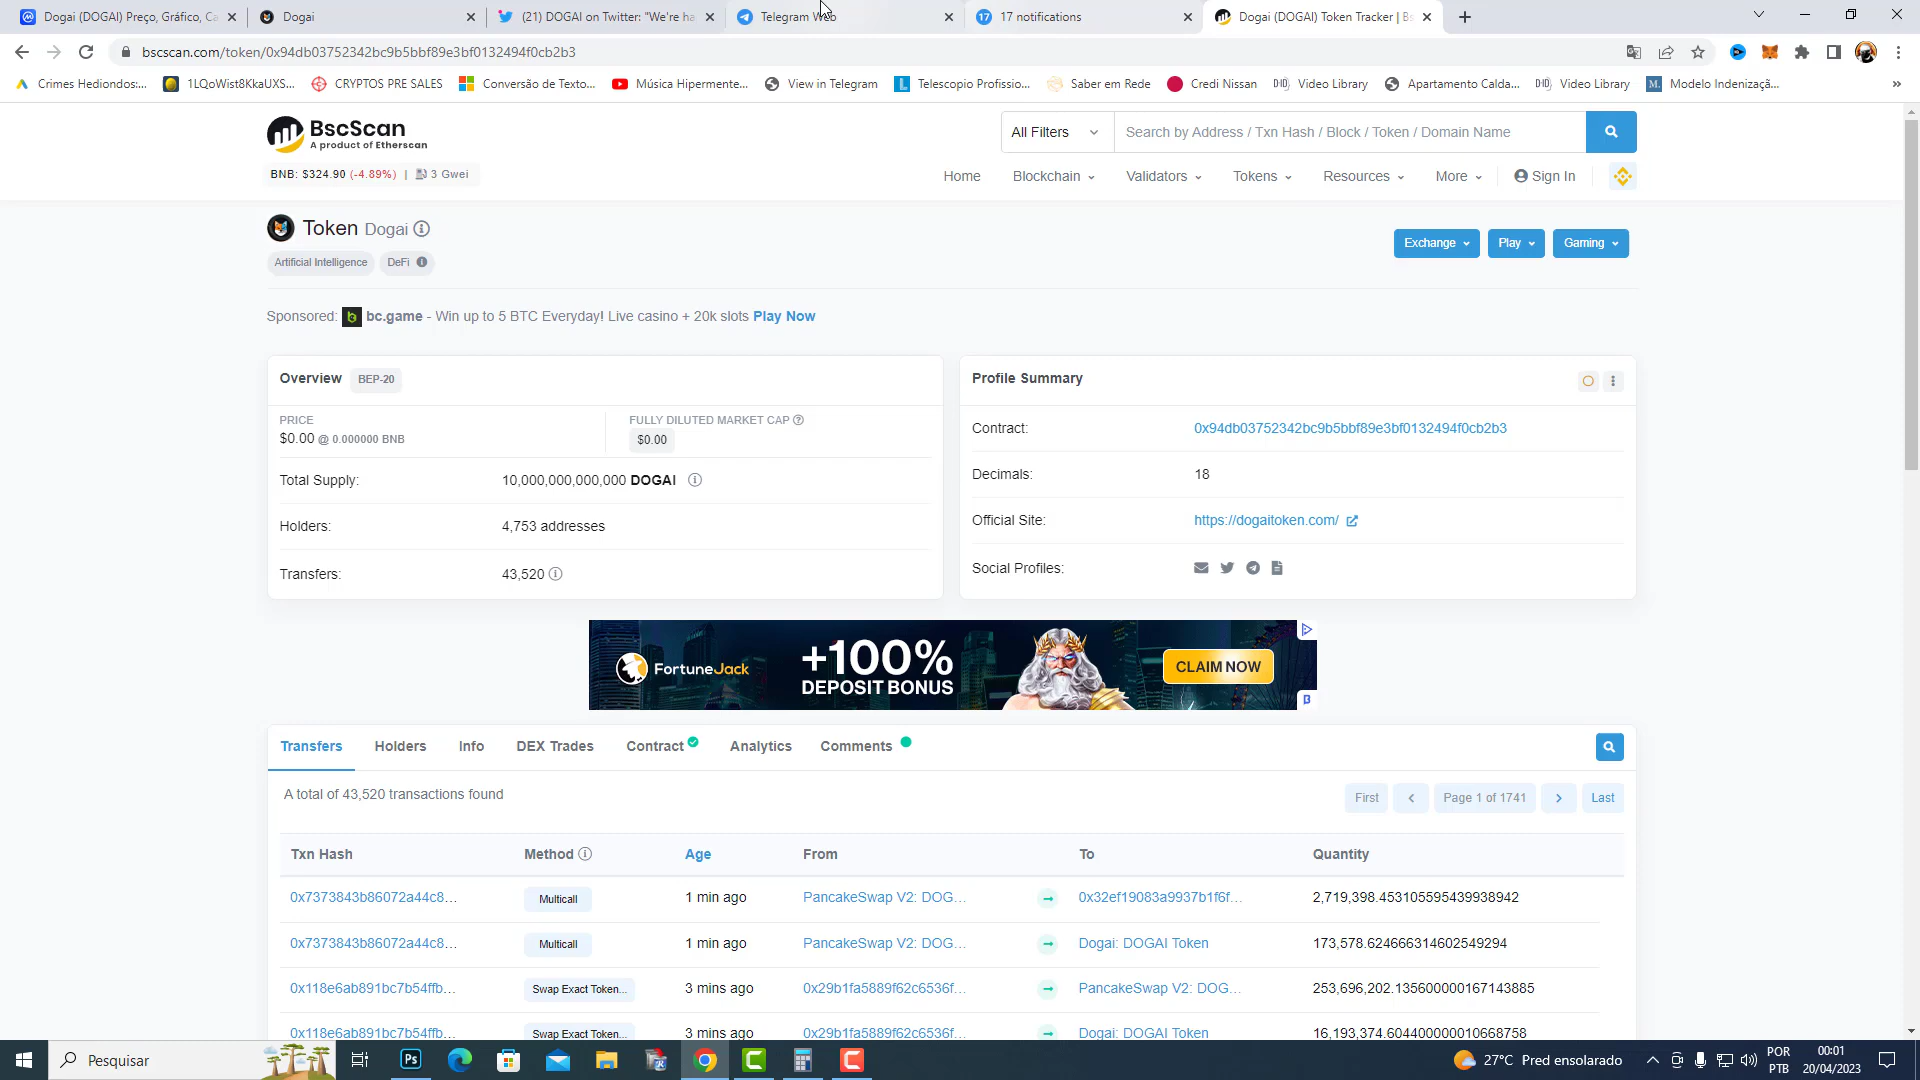 Dogai (DOGAI) Preço, Gráfico, Ca
Dogai
(21) DOGAI on Twitter: "We're ha
Telegram Web
17
17 notifications
Dogai (DOGAI) Token Tracker | Bs
bscscan.com/token/0x94db03752342bc9b5bbf89e3bf0132494f0cb2b3
Crimes Hediondos:...
1LQoWist8KkaUXS...
CRYPTOS PRE SALES
Conversão de Texto...
Música Hipermente...
View in Telegram
Telescopio Profissio...
Saber em Rede
Credi Nissan
Video Library
Apartamento Calda...
Video Library
Modelo Indenizaçã...
BscScan
A product of Etherscan
All Filters
Search by Address / Txn Hash / Block / Token / Domain Name
BNB: $324.90 (-4.89%) | 3 Gwei
Home
Blockchain
Validators
Tokens
Resources
More
Sign In
Token Dogai
Exchange
Play
Gaming
Artificial Intelligence
DeFi
Sponsored: bc.game - Win up to 5 BTC Everyday! Live casino + 20k slots Play Now
Overview BEP-20
PRICE
$0.00 @ 0.000000 BNB
FULLY DILUTED MARKET CAP
$0.00
Total Supply: 10,000,000,000,000 DOGAI
Holders: 4,753 addresses
Transfers: 43,520
Profile Summary
Contract: 0x94db03752342bc9b5bbf89e3bf0132494f0cb2b3
Decimals: 18
Official Site: https://dogaitoken.com/
Social Profiles:
FortuneJack
+100%
DEPOSIT BONUS
CLAIM NOW
Transfers
Holders
Info
DEX Trades
Contract
Analytics
Comments
A total of 43,520 transactions found
First
Page 1 of 1741
Last
Txn Hash Method Age From To Quantity
0x7373843b86072a44c8... Multicall 1 min ago PancakeSwap V2: DOG... 0x32ef19083a9937b1f6f... 2,719,398.453105595439938942
0x7373843b86072a44c8... Multicall 1 min ago PancakeSwap V2: DOG... Dogai: DOGAI Token 173,578.624666314602549294
0x118e6ab891bc7b54ffb... Swap Exact Token... 3 mins ago 0x29b1fa5889f62c6536f... PancakeSwap V2: DOG... 253,696,202.135600000167143885
0x118e6ab891bc7b54ffb... Swap Exact Token... 3 mins ago 0x29b1fa5889f62c6536f... Dogai: DOGAI Token 16,193,374.604400000010668758
Pesquisar
Ps
27°C Pred ensolarado
POR
PTB
00:01
20/04/2023